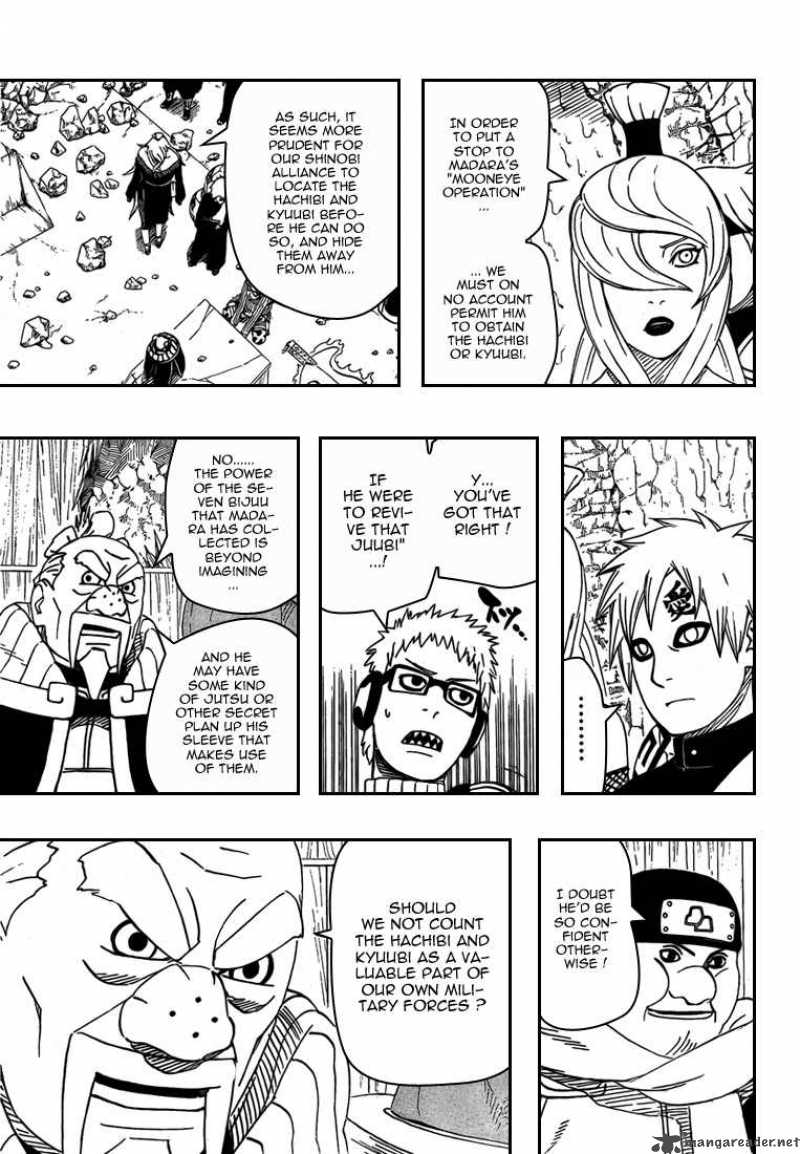 IN ORDER
TO PUT A
STOP TO
MADARA'S
"MOONEYE
OPERATION"
...
... WE
MUST ON
NO ACCOUNT
PERMIT HIM
TO OBTAIN
THE HACHIBI
OR KYUUBI.
AS SUCH, IT
SEEMS MORE
PRUDENT FOR
OUR SHINOBI
ALLIANCE TO
LOCATE THE
HACHIBI AND
KYUUBI BEFO-
RE HE CAN DO
SO, AND HIDE
THEM AWAY
FROM HIM...
.........
Y...
YOU'VE
GOT THAT
RIGHT !
IF
HE WERE
TO REVI-
VE THAT
JUUBI"
...!
NO......
THE POWER
OF THE SE-
VEN BIJUU
THAT MADA-
RA HAS COLL-
ECTED IS
BEYOND
IMAGINING
...
AND HE
MAY HAVE
SOME KIND
OF JUTSU OR
OTHER SECRET
PLAN UP HIS
SLEEVE THAT
MAKES USE
OF THEM.
I DOUBT
HE'D BE
SO CON-
FIDENT
OTHER-
WISE !
SHOULD
WE NOT COUNT
THE HACHIBI AND
KYUUBI AS A VA-
LUABLE PART OF
OUR OWN MILI-
TARY FORCES ?
mangareader.net